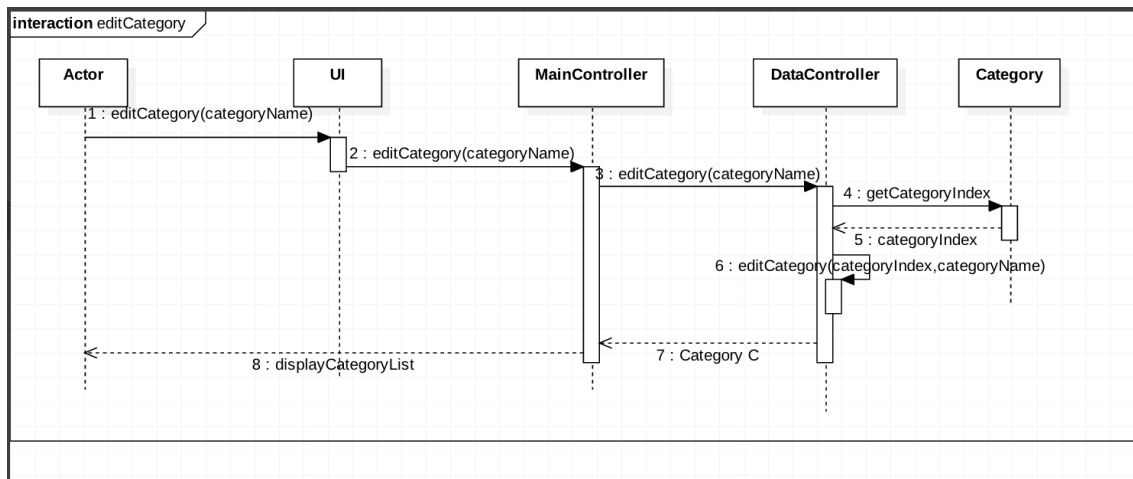 interaction editCategory
Actor
UI
MainController
DataController
Category
1 : editCategory(categoryName)
2 : editCategory(categoryName)
3 : editCategory(categoryName)
4 : getCategoryIndex
5 : categoryIndex
6 : editCategory(categoryIndex,categoryName)
7 : Category C
8 : displayCategoryList